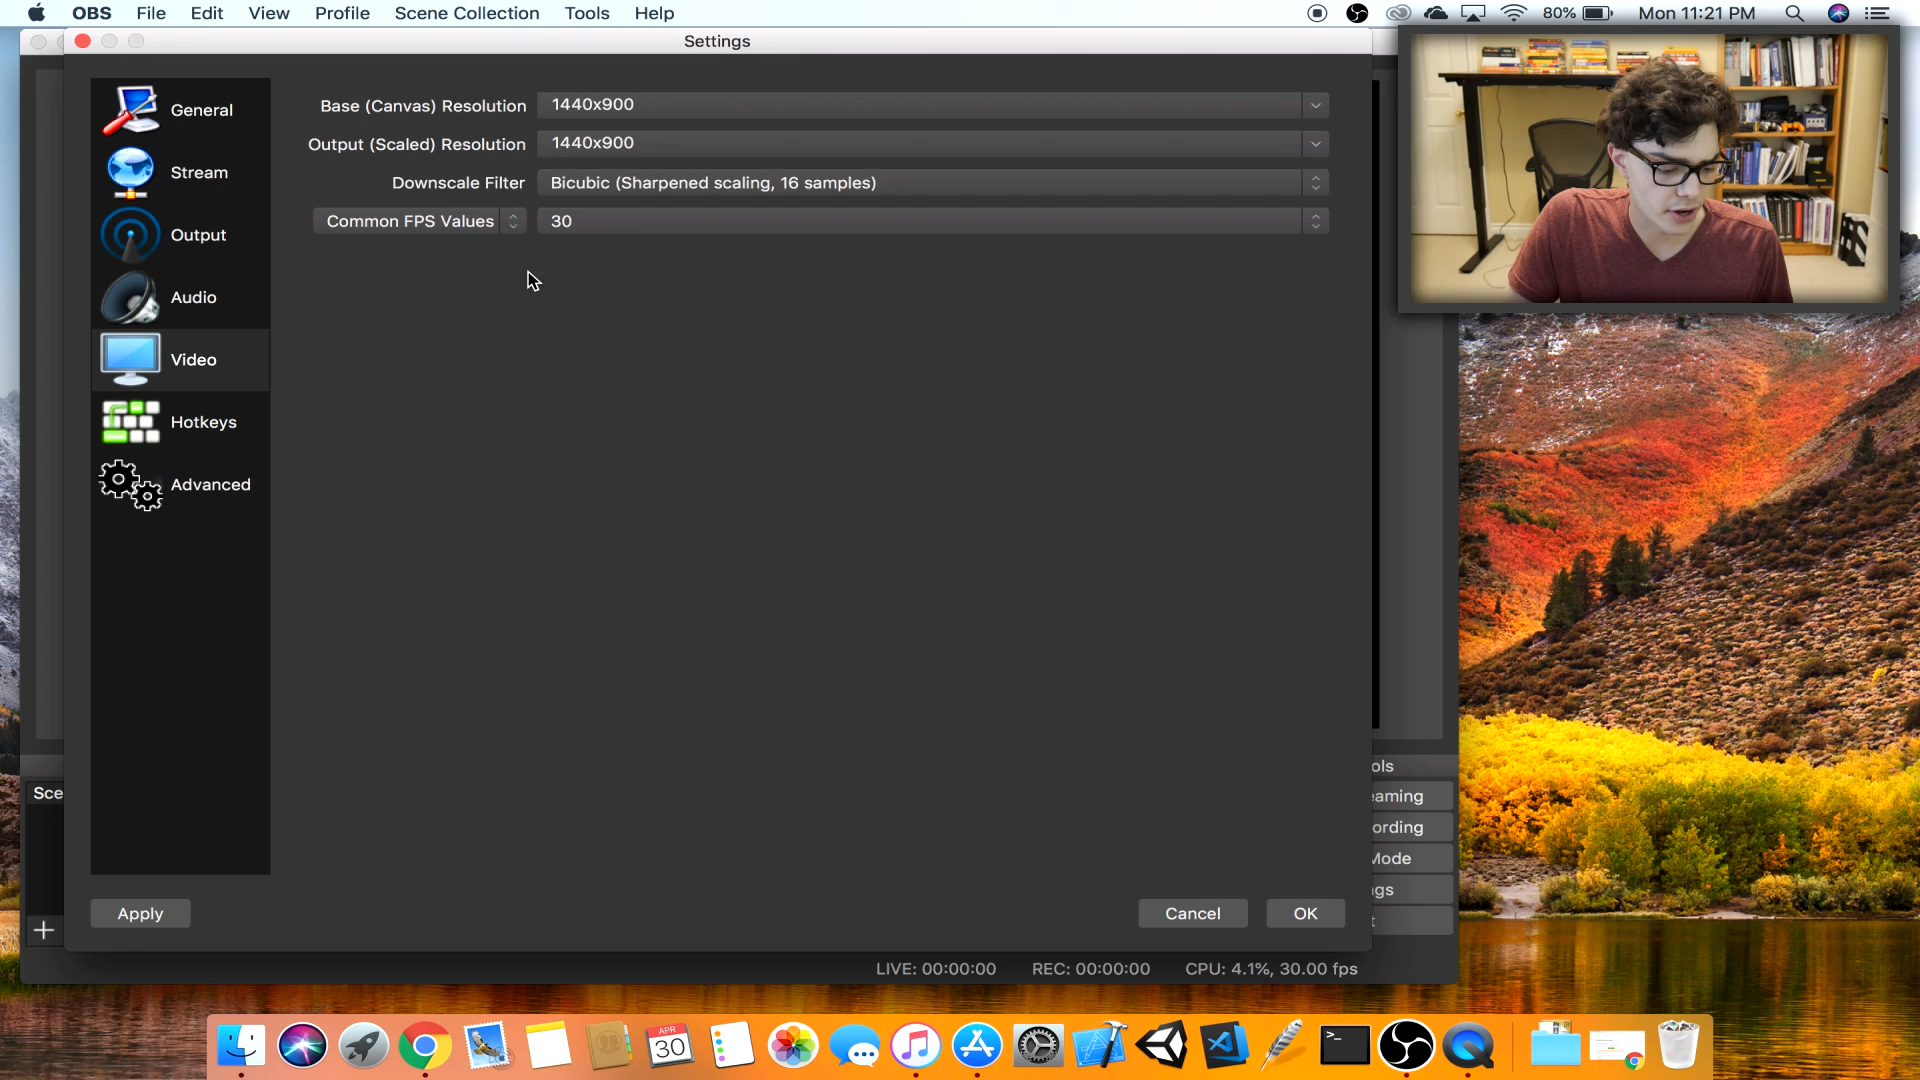 OBS File Edit View Profile Scene Collection Tools Help 80% Mon 11:21 PM
Settings
General
Stream
Output
Audio
Video
Hotkeys
Advanced
Base (Canvas) Resolution 1440x900
Output (Scaled) Resolution 1440x900
Downscale Filter Bicubic (Sharpened scaling, 16 samples)
Common FPS Values 30
Sce
ols
eaming
ording
Mode
gs
t
Apply Cancel OK
LIVE: 00:00:00 REC: 00:00:00 CPU: 4.1%, 30.00 fps
APR
30